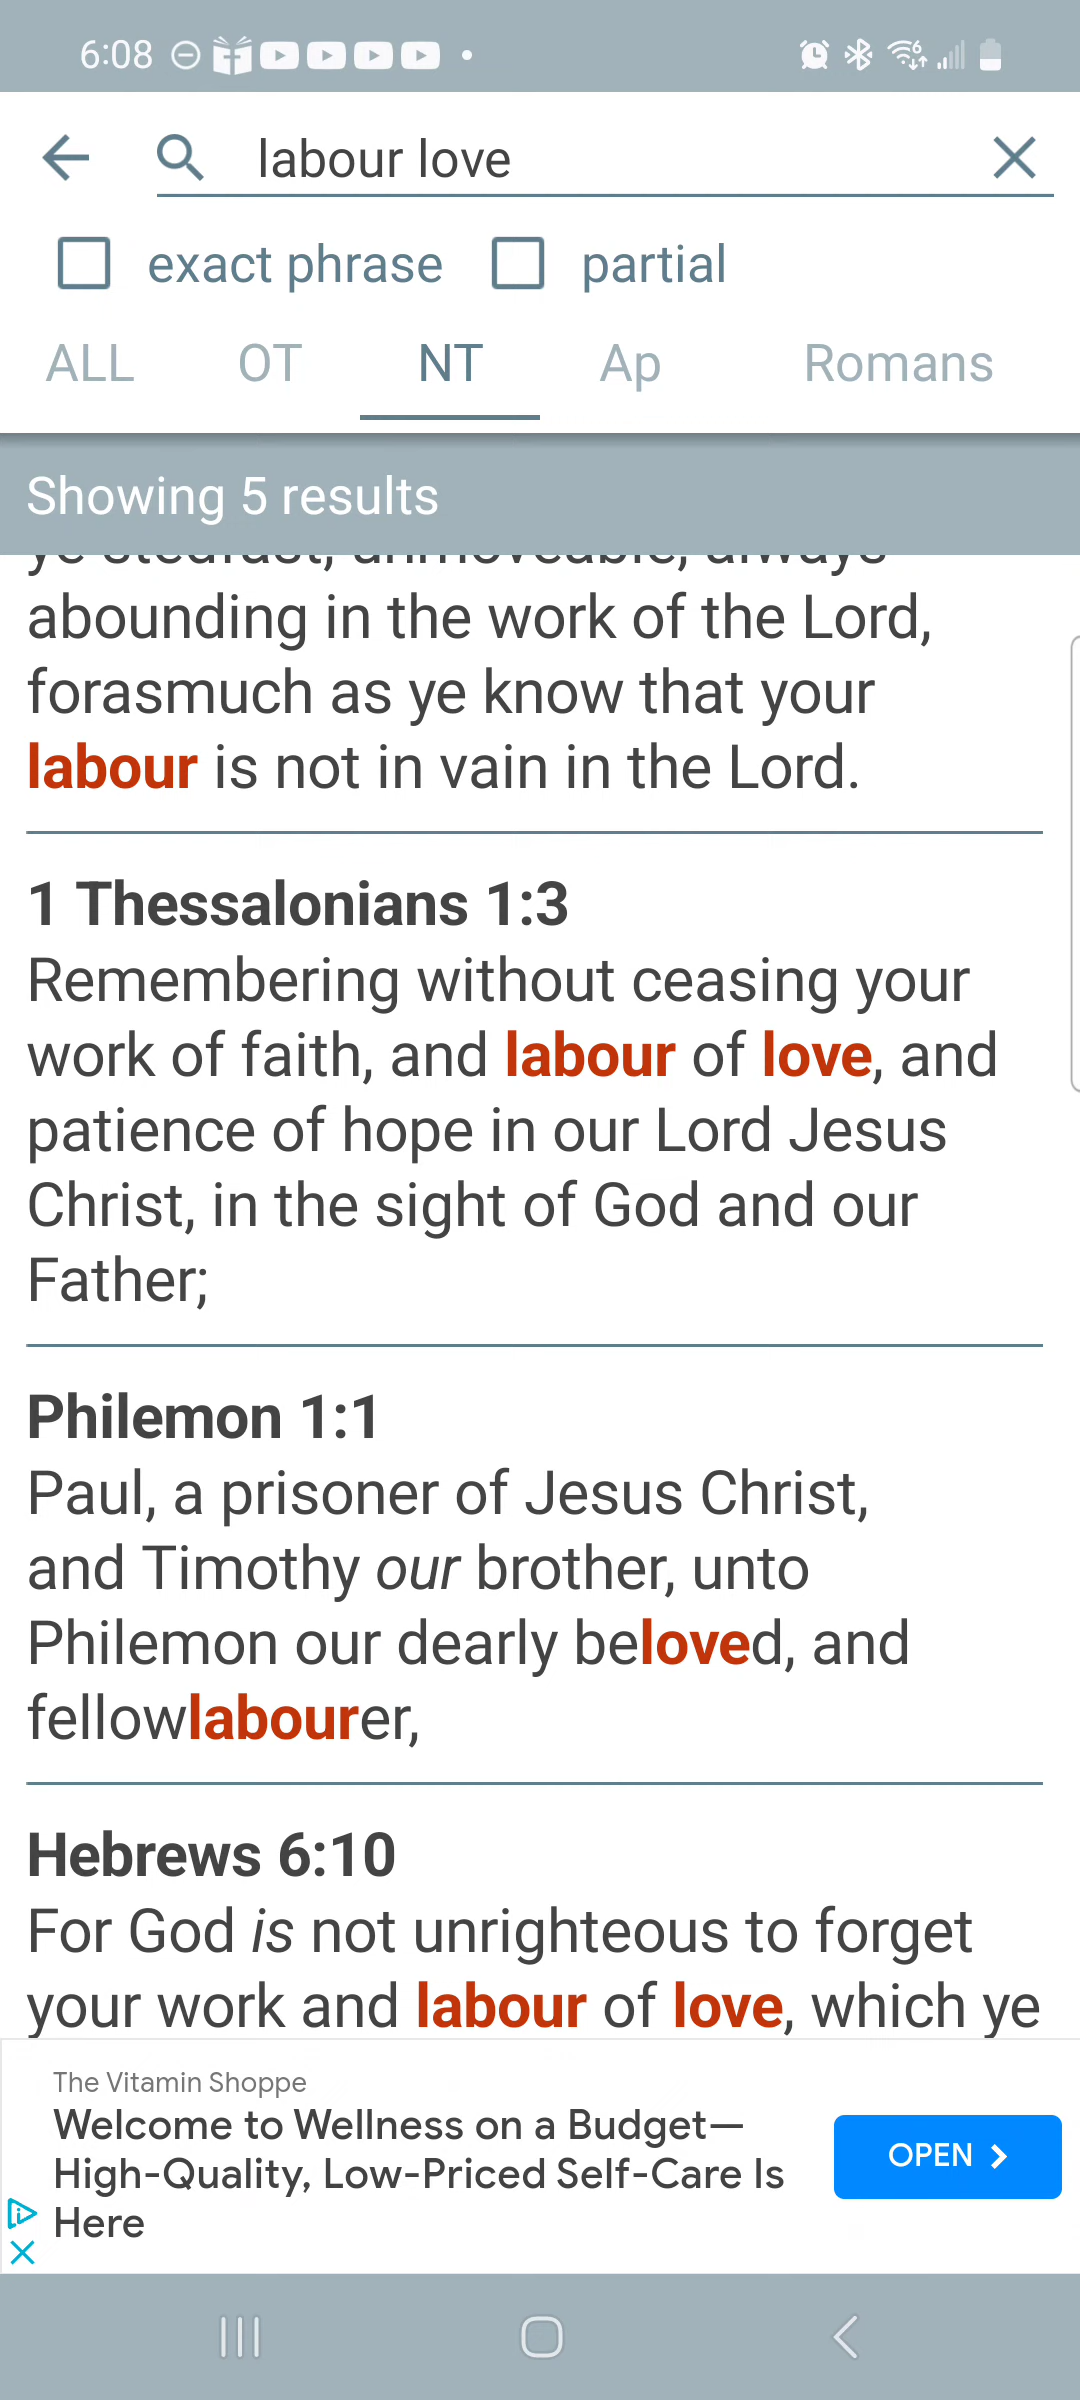 6:08
labour love
exact phrase partial
ALL OT NT Ap Romans
Showing 5 results
ye stedfast, unmoveable, always
abounding in the work of the Lord,
forasmuch as ye know that your
labour is not in vain in the Lord.
1 Thessalonians 1:3
Remembering without ceasing your
work of faith, and labour of love, and
patience of hope in our Lord Jesus
Christ, in the sight of God and our
Father;
Philemon 1:1
Paul, a prisoner of Jesus Christ,
and Timothy our brother, unto
Philemon our dearly beloved, and
fellowlabourer,
Hebrews 6:10
For God is not unrighteous to forget
your work and labour of love, which ye
The Vitamin Shoppe
Welcome to Wellness on a Budget—
High-Quality, Low-Priced Self-Care Is
Here
OPEN